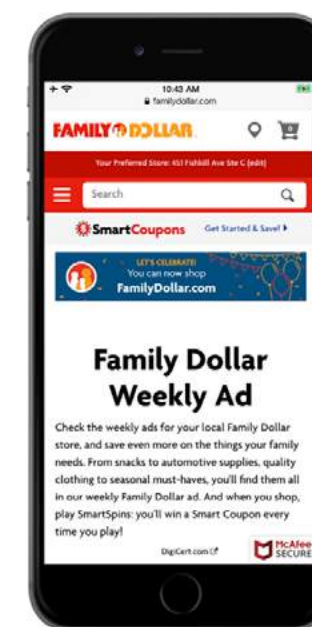 10:43 AM
familydollar.com
FAMILY DOLLAR
0
Your Preferred Store: 451 Fishkill Ave Ste C (edit)
Search
SmartCoupons Get Started & Save!
LET'S CELEBRATE!
You can now shop
FamilyDollar.com
Family Dollar
Weekly Ad
Check the weekly ads for your local Family Dollar
store, and save even more on the things your family
needs. From snacks to automotive supplies, quality
clothing to seasonal must-haves, you'll find them all
in our weekly Family Dollar ad. And when you shop,
play SmartSpins: you'll win a Smart Coupon every
time you play!
DigiCert.com
McAfee
SECURE